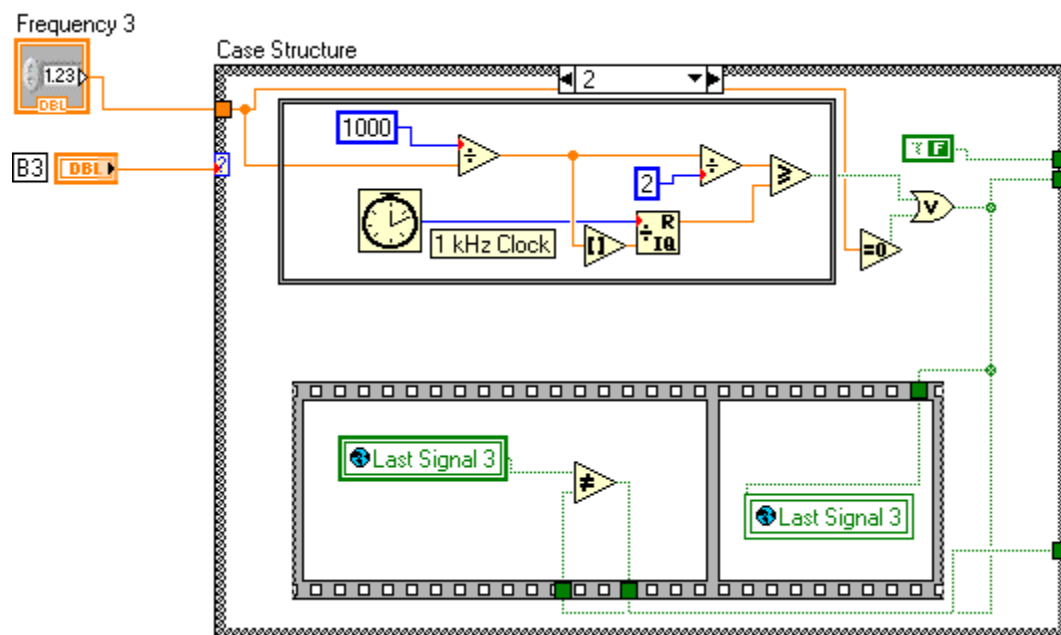 Frequency 3
1.23
DBL
Case Structure
2
B3
DBL
?
1000
÷
÷
2
≥
R
÷
IQ
[]
1 kHz Clock
F
V
=0
Last Signal 3
≠
Last Signal 3